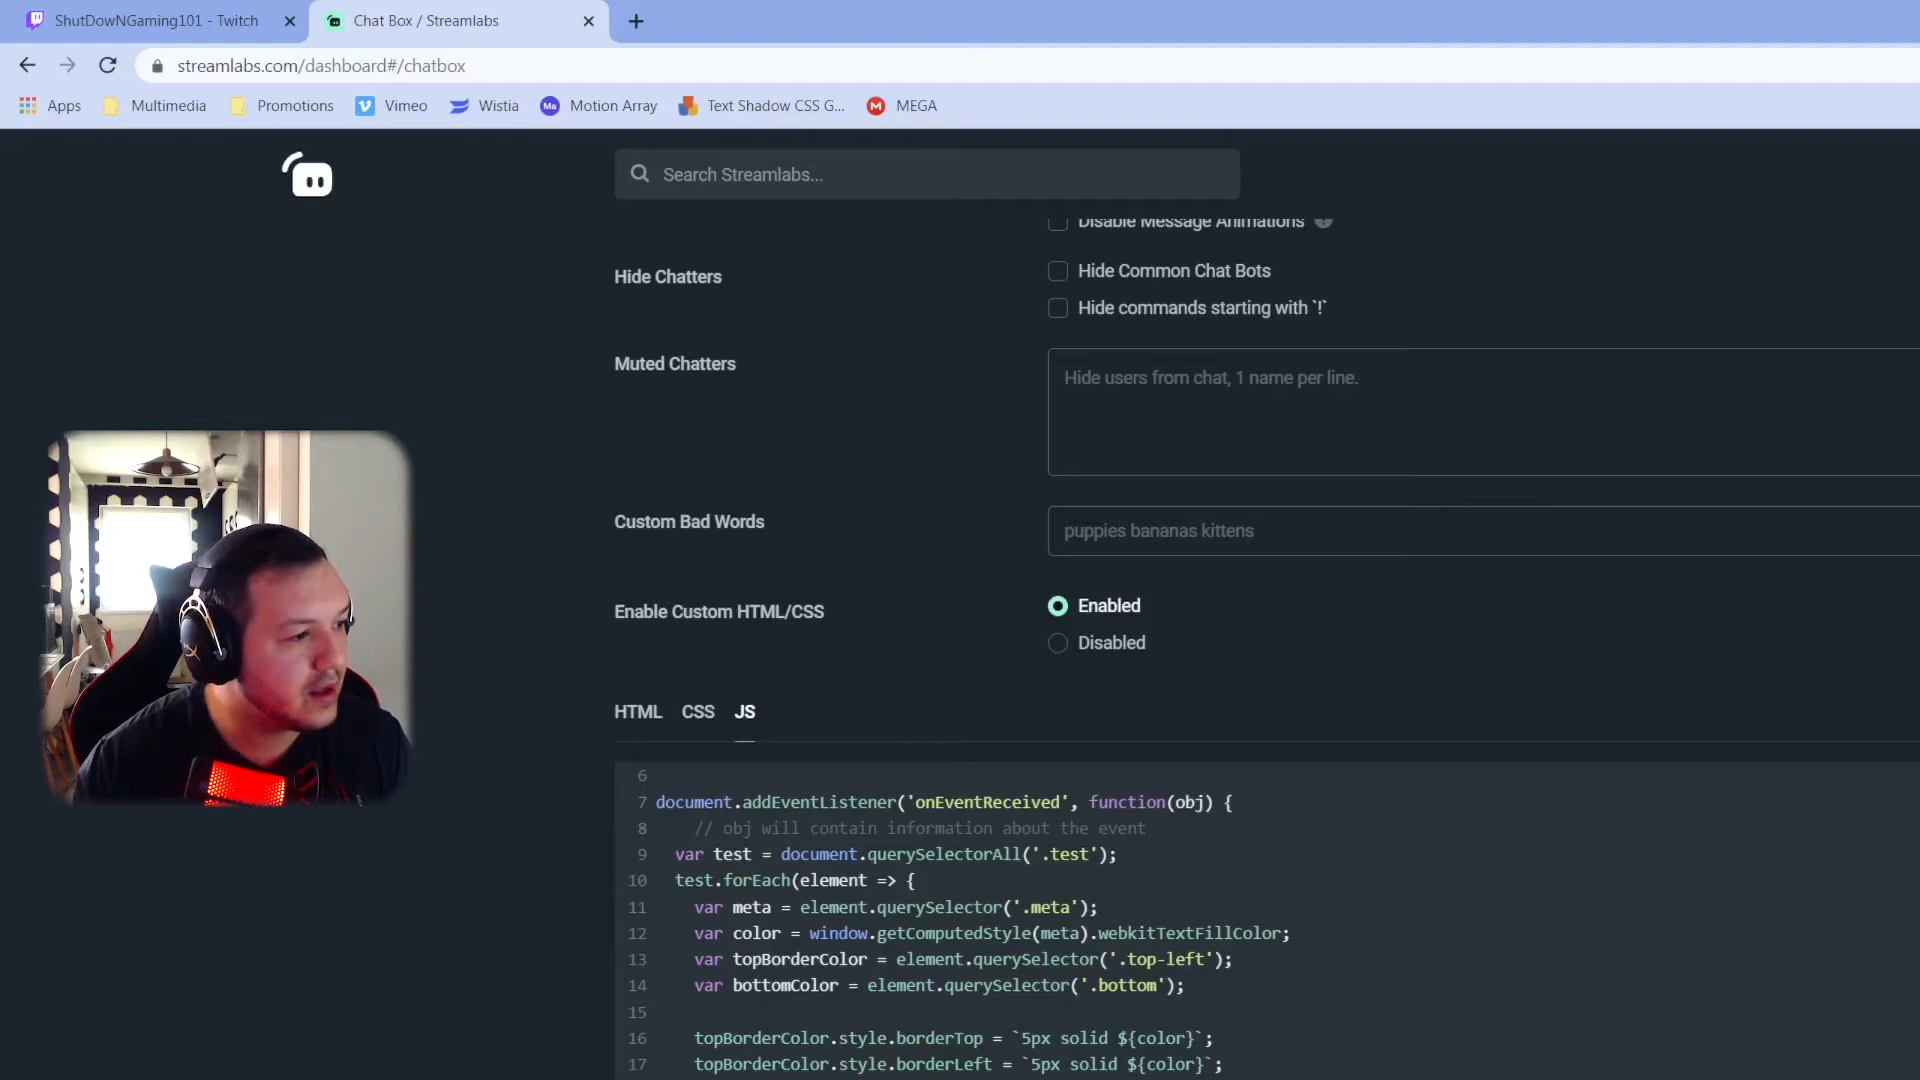 ShutDowNGaming101 - Twitch
Chat Box / Streamlabs
streamlabs.com/dashboard#/chatbox
Apps
Multimedia
Promotions
Vimeo
Wistia
Ma
Motion Array
Text Shadow CSS G...
M
MEGA
Search Streamlabs...
Disable Message Animations
Hide Chatters
Hide Common Chat Bots
Hide commands starting with `!`
Muted Chatters
Hide users from chat, 1 name per line.
Custom Bad Words
puppies bananas kittens
Enable Custom HTML/CSS
Enabled
Disabled
HTML CSS JS
6
7 document.addEventListener('onEventReceived', function(obj) {
8 // obj will contain information about the event
9 var test = document.querySelectorAll('.test');
10 test.forEach(element => {
11 var meta = element.querySelector('.meta');
12 var color = window.getComputedStyle(meta).webkitTextFillColor;
13 var topBorderColor = element.querySelector('.top-left');
14 var bottomColor = element.querySelector('.bottom');
15
16 topBorderColor.style.borderTop = `5px solid ${color}`;
17 topBorderColor.style.borderLeft = `5px solid ${color}`;